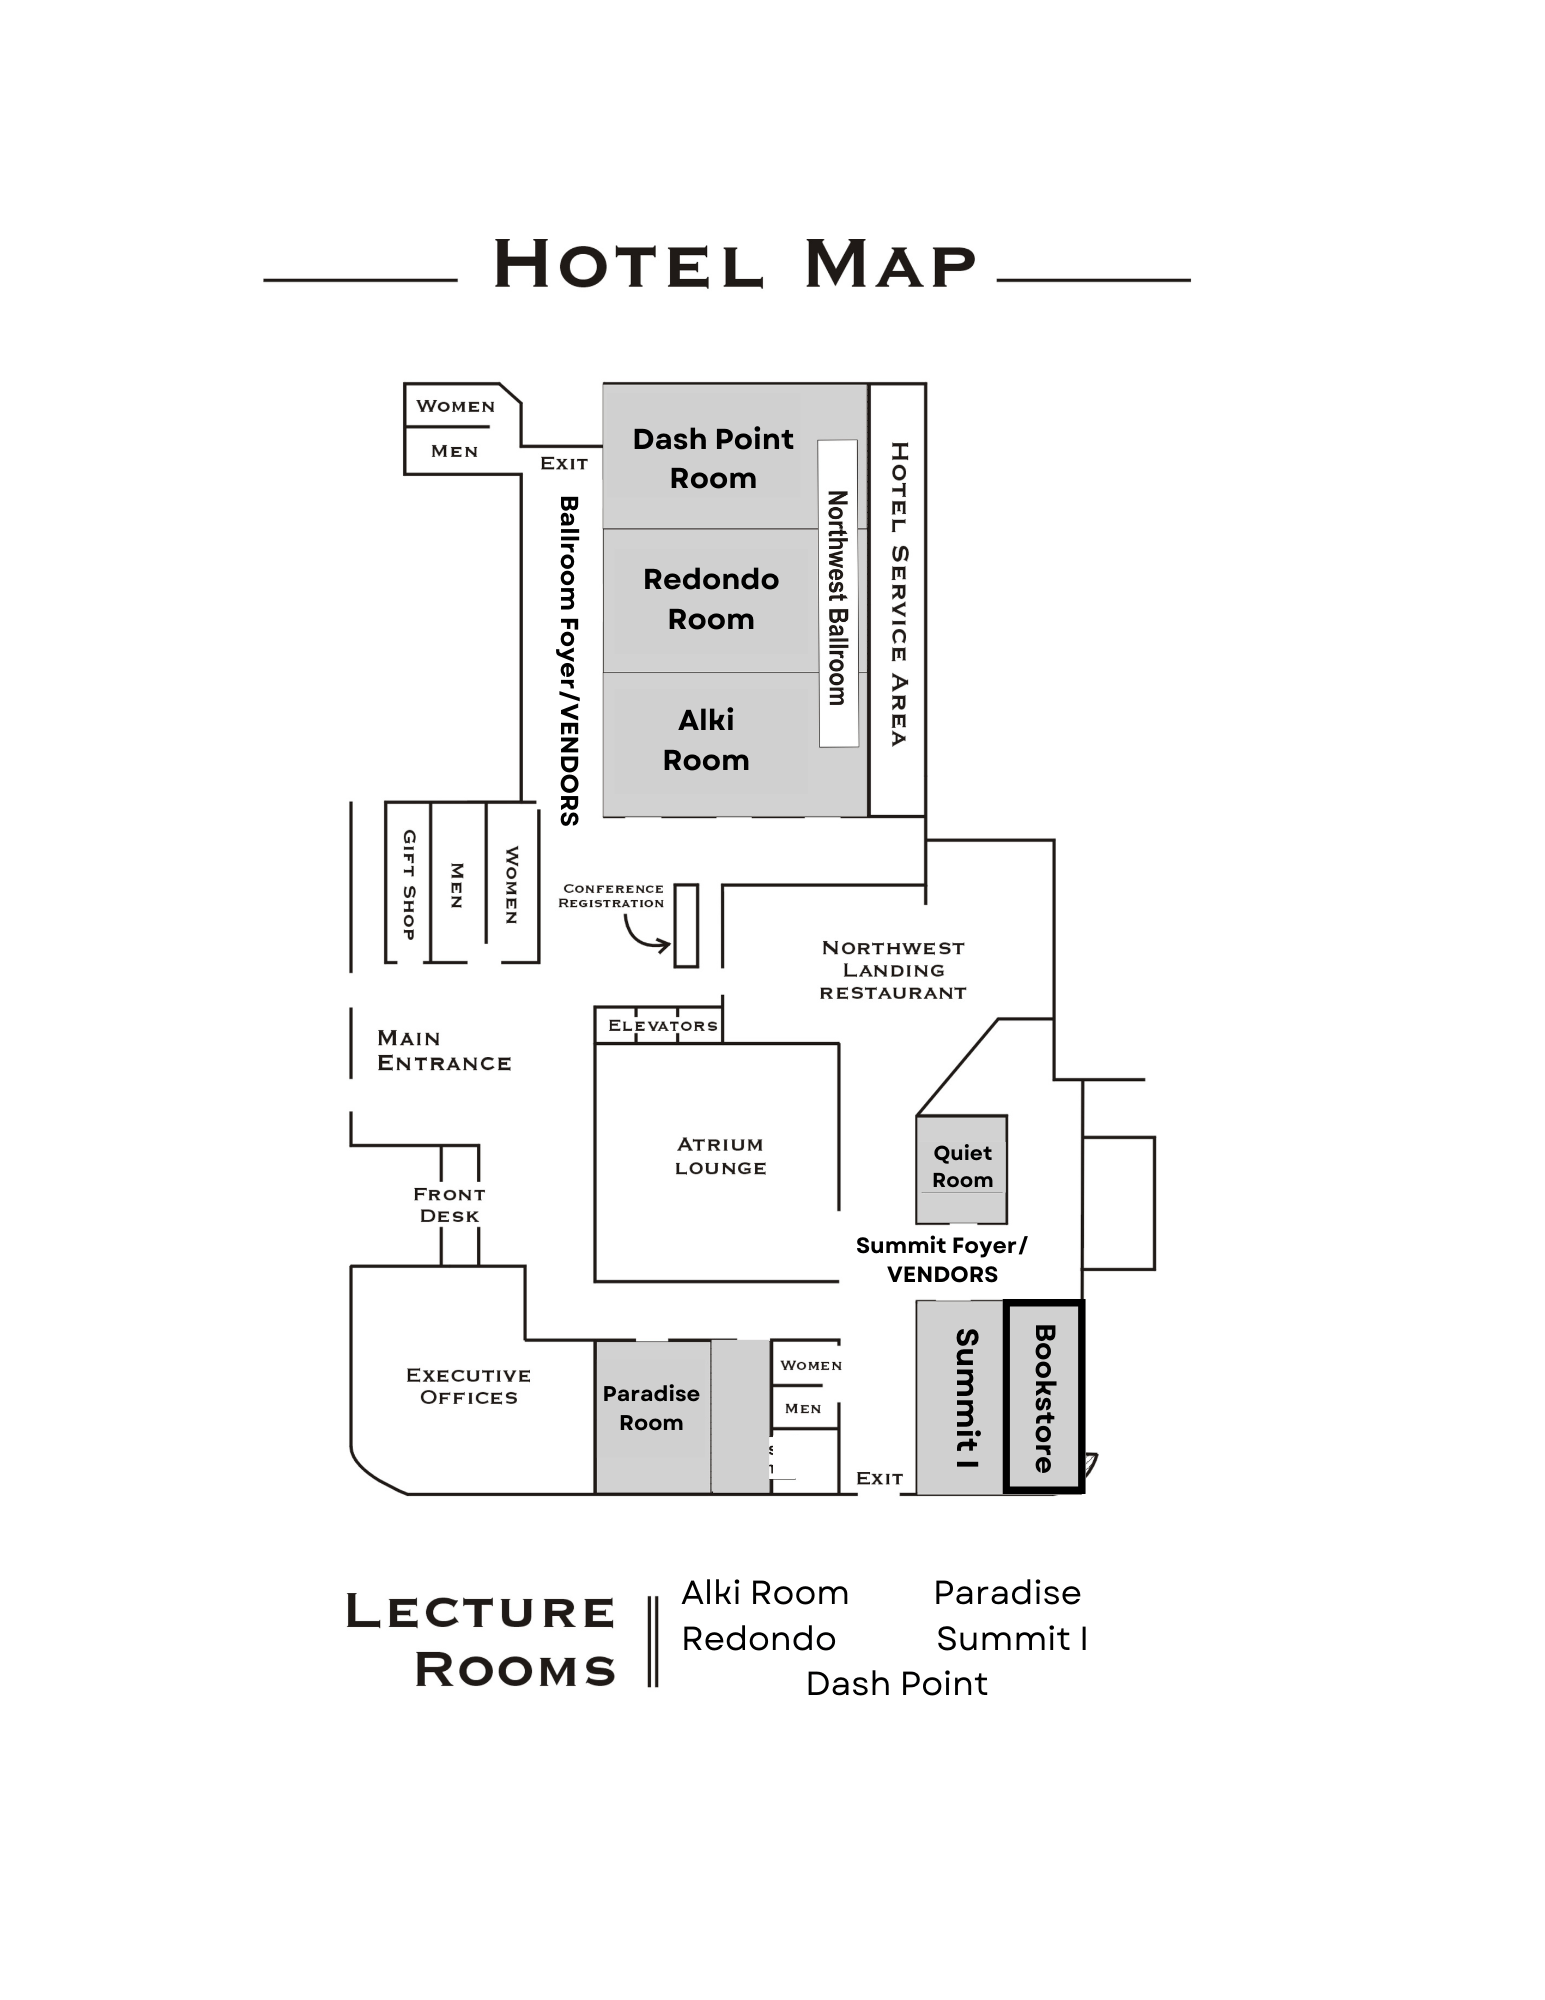 Hotel Map
Women
Men
Exit
Dash Point
Room
Redondo
Room
Alki
Room
Northwest Ballroom
Hotel Service Area
Ballroom Foyer/VENDORS
Gift Shop
Men
Women
Conference
Registration
Northwest
Landing
restaurant
Elevators
Main
Entrance
Atrium
lounge
Quiet
Room
Front
Desk
Summit Foyer/
VENDORS
Executive
Offices
Paradise
Room
Women
Men
Exit
Summit I
Bookstore
Lecture
Rooms
Alki Room
Paradise
Redondo
Summit I
Dash Point